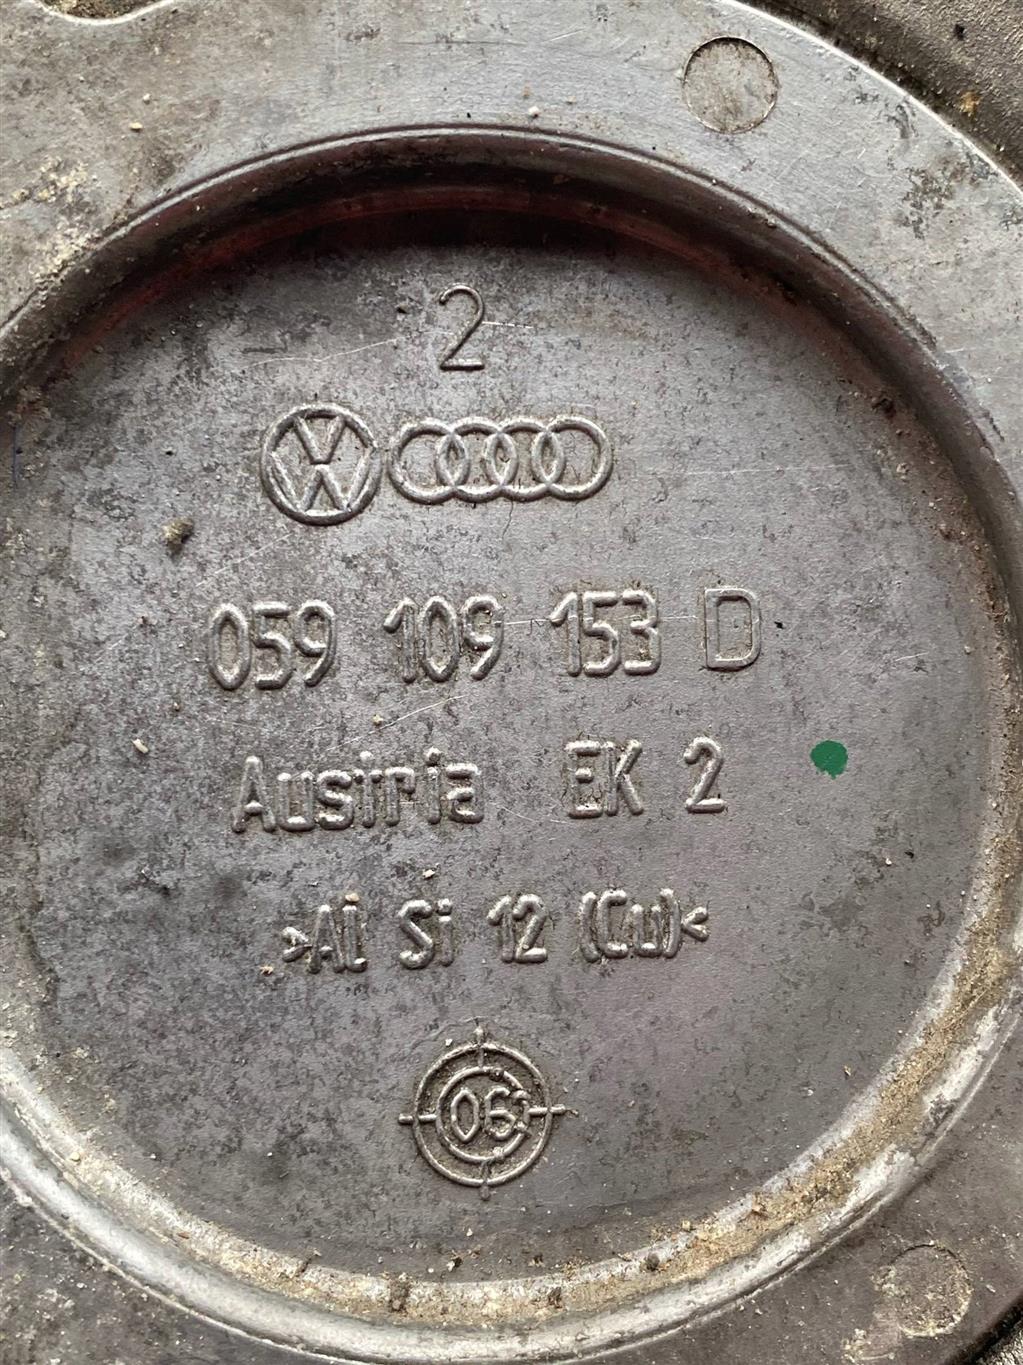 2
059 109 153 D
Austria EK 2
>Al Si 12 (Cu)<
06